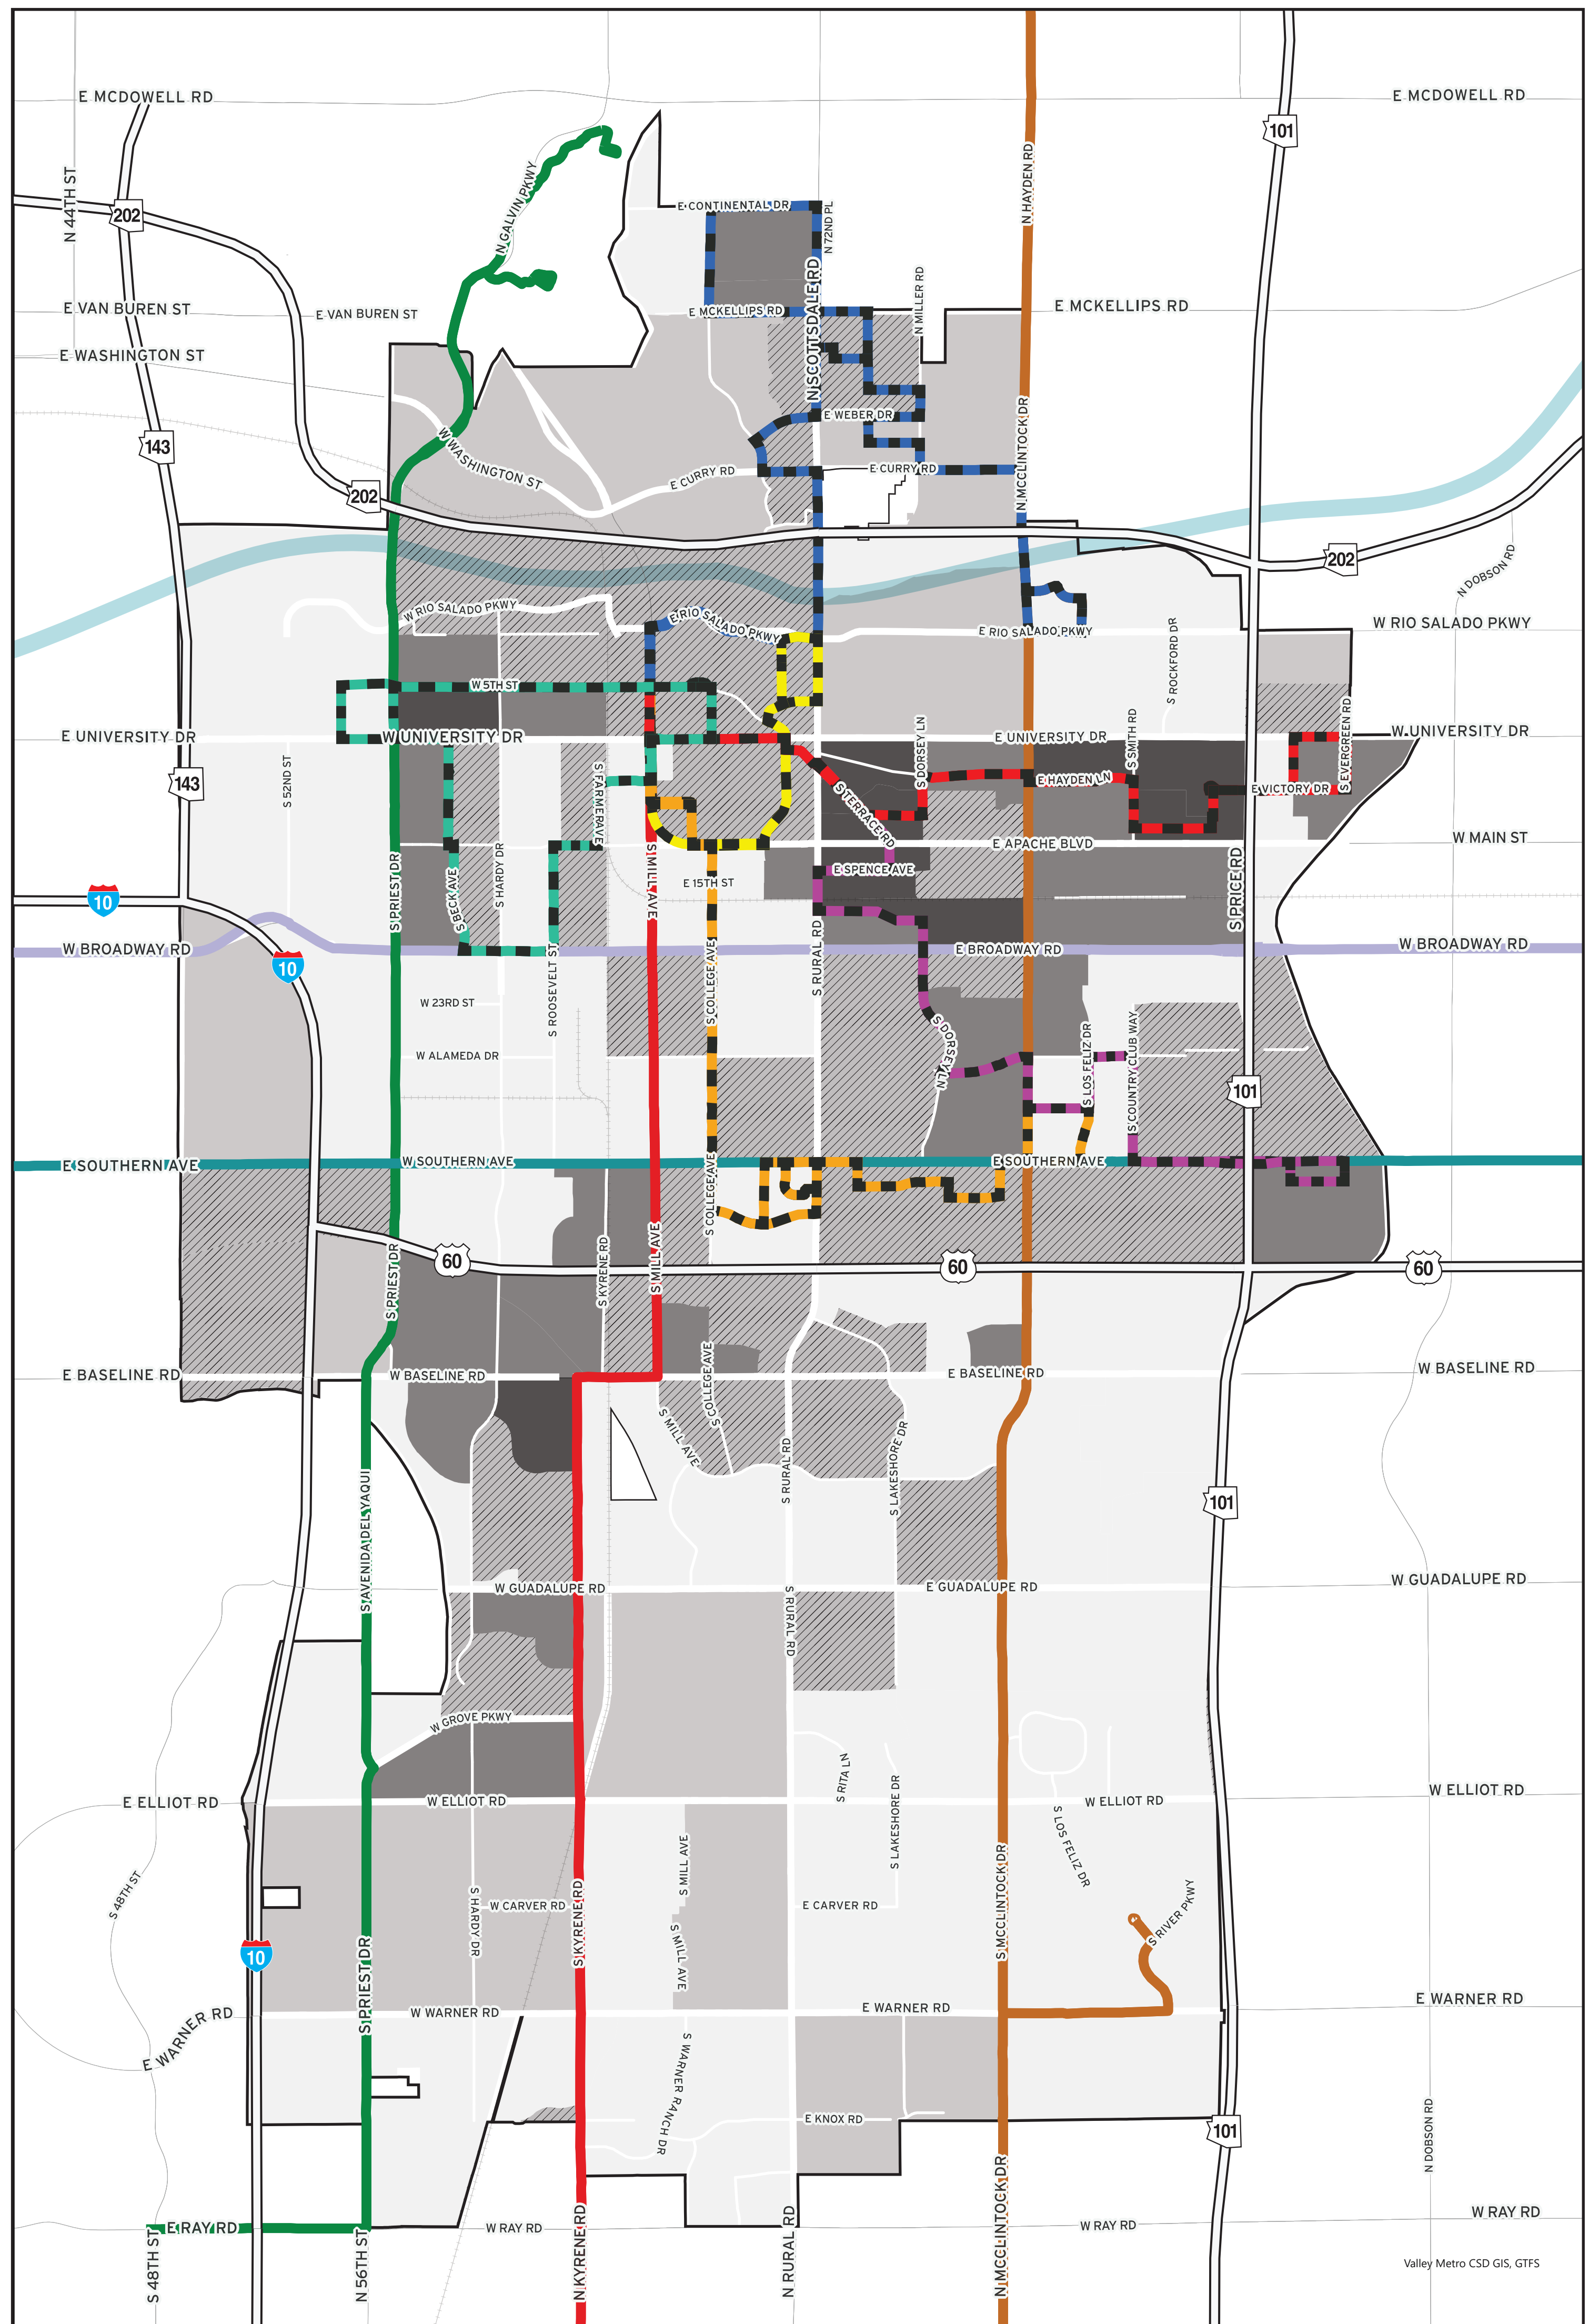 E MCDOWELL RD
E MCDOWELL RD
101
N 44TH ST
202
N GALVIN PKWY
N HAYDEN RD
E CONTINENTAL DR
N 72ND PL
N SCOTTSDALE RD
N MILLER RD
E VAN BUREN ST
E VAN BUREN ST
E MCKELLIPS RD
E MCKELLIPS RD
E WASHINGTON ST
E WEBER DR
N MCCLINTOCK DR
143
W WASHINGTON ST
E CURRY RD
E CURRY RD
202
202
N DOBSON RD
W RIO SALADO PKWY
E RIO SALADO PKWY
E RIO SALADO PKWY
W RIO SALADO PKWY
S ROCKFORD DR
W 5TH ST
E UNIVERSITY DR
W UNIVERSITY DR
E UNIVERSITY DR
W UNIVERSITY DR
S DORSEY LN
S SMITH RD
S EVERGREEN RD
143
S 52ND ST
S FARMER AVE
S TERRACE RD
E HAYDEN LN
E VICTORY DR
W MAIN ST
E APACHE BLVD
S PRIEST DR
S BECK AVE
S HARDY DR
S MILL AVE
E 15TH ST
E SPENCE AVE
S PRICE RD
10
W BROADWAY RD
10
S ROOSEVELT ST
S COLLEGE AVE
S RURAL RD
E BROADWAY RD
W BROADWAY RD
W 23RD ST
W ALAMEDA DR
S DORSEY LN
S LOS FELIZ DR
S COUNTRY CLUB WAY
101
E SOUTHERN AVE
W SOUTHERN AVE
E SOUTHERN AVE
S COLLEGE AVE
S PRIEST DR
60
S KYRENE RD
S MILL AVE
60
60
E BASELINE RD
W BASELINE RD
E BASELINE RD
W BASELINE RD
S COLLEGE AVE
S MILL AVE
S RURAL RD
S LAKESHORE DR
S AVENIDA DEL YAQUI
101
W GUADALUPE RD
E GUADALUPE RD
W GUADALUPE RD
S RURAL RD
W GROVE PKWY
S RITA LN
S LAKESHORE DR
E ELLIOT RD
W ELLIOT RD
W ELLIOT RD
W ELLIOT RD
S 48TH ST
S MILL AVE
S LOS FELIZ DR
S HARDY DR
W CARVER RD
S KYRENE RD
S MILL AVE
E CARVER RD
S MCCLINTOCK DR
S RIVER PKWY
10
S PRIEST DR
E WARNER RD
W WARNER RD
E WARNER RD
E WARNER RD
S WARNER RANCH DR
E KNOX RD
101
N DOBSON RD
E RAY RD
W RAY RD
W RAY RD
W RAY RD
S 48TH ST
N 56TH ST
N KYRENE RD
N RURAL RD
N MCCLINTOCK DR
Valley Metro CSD GIS, GTFS